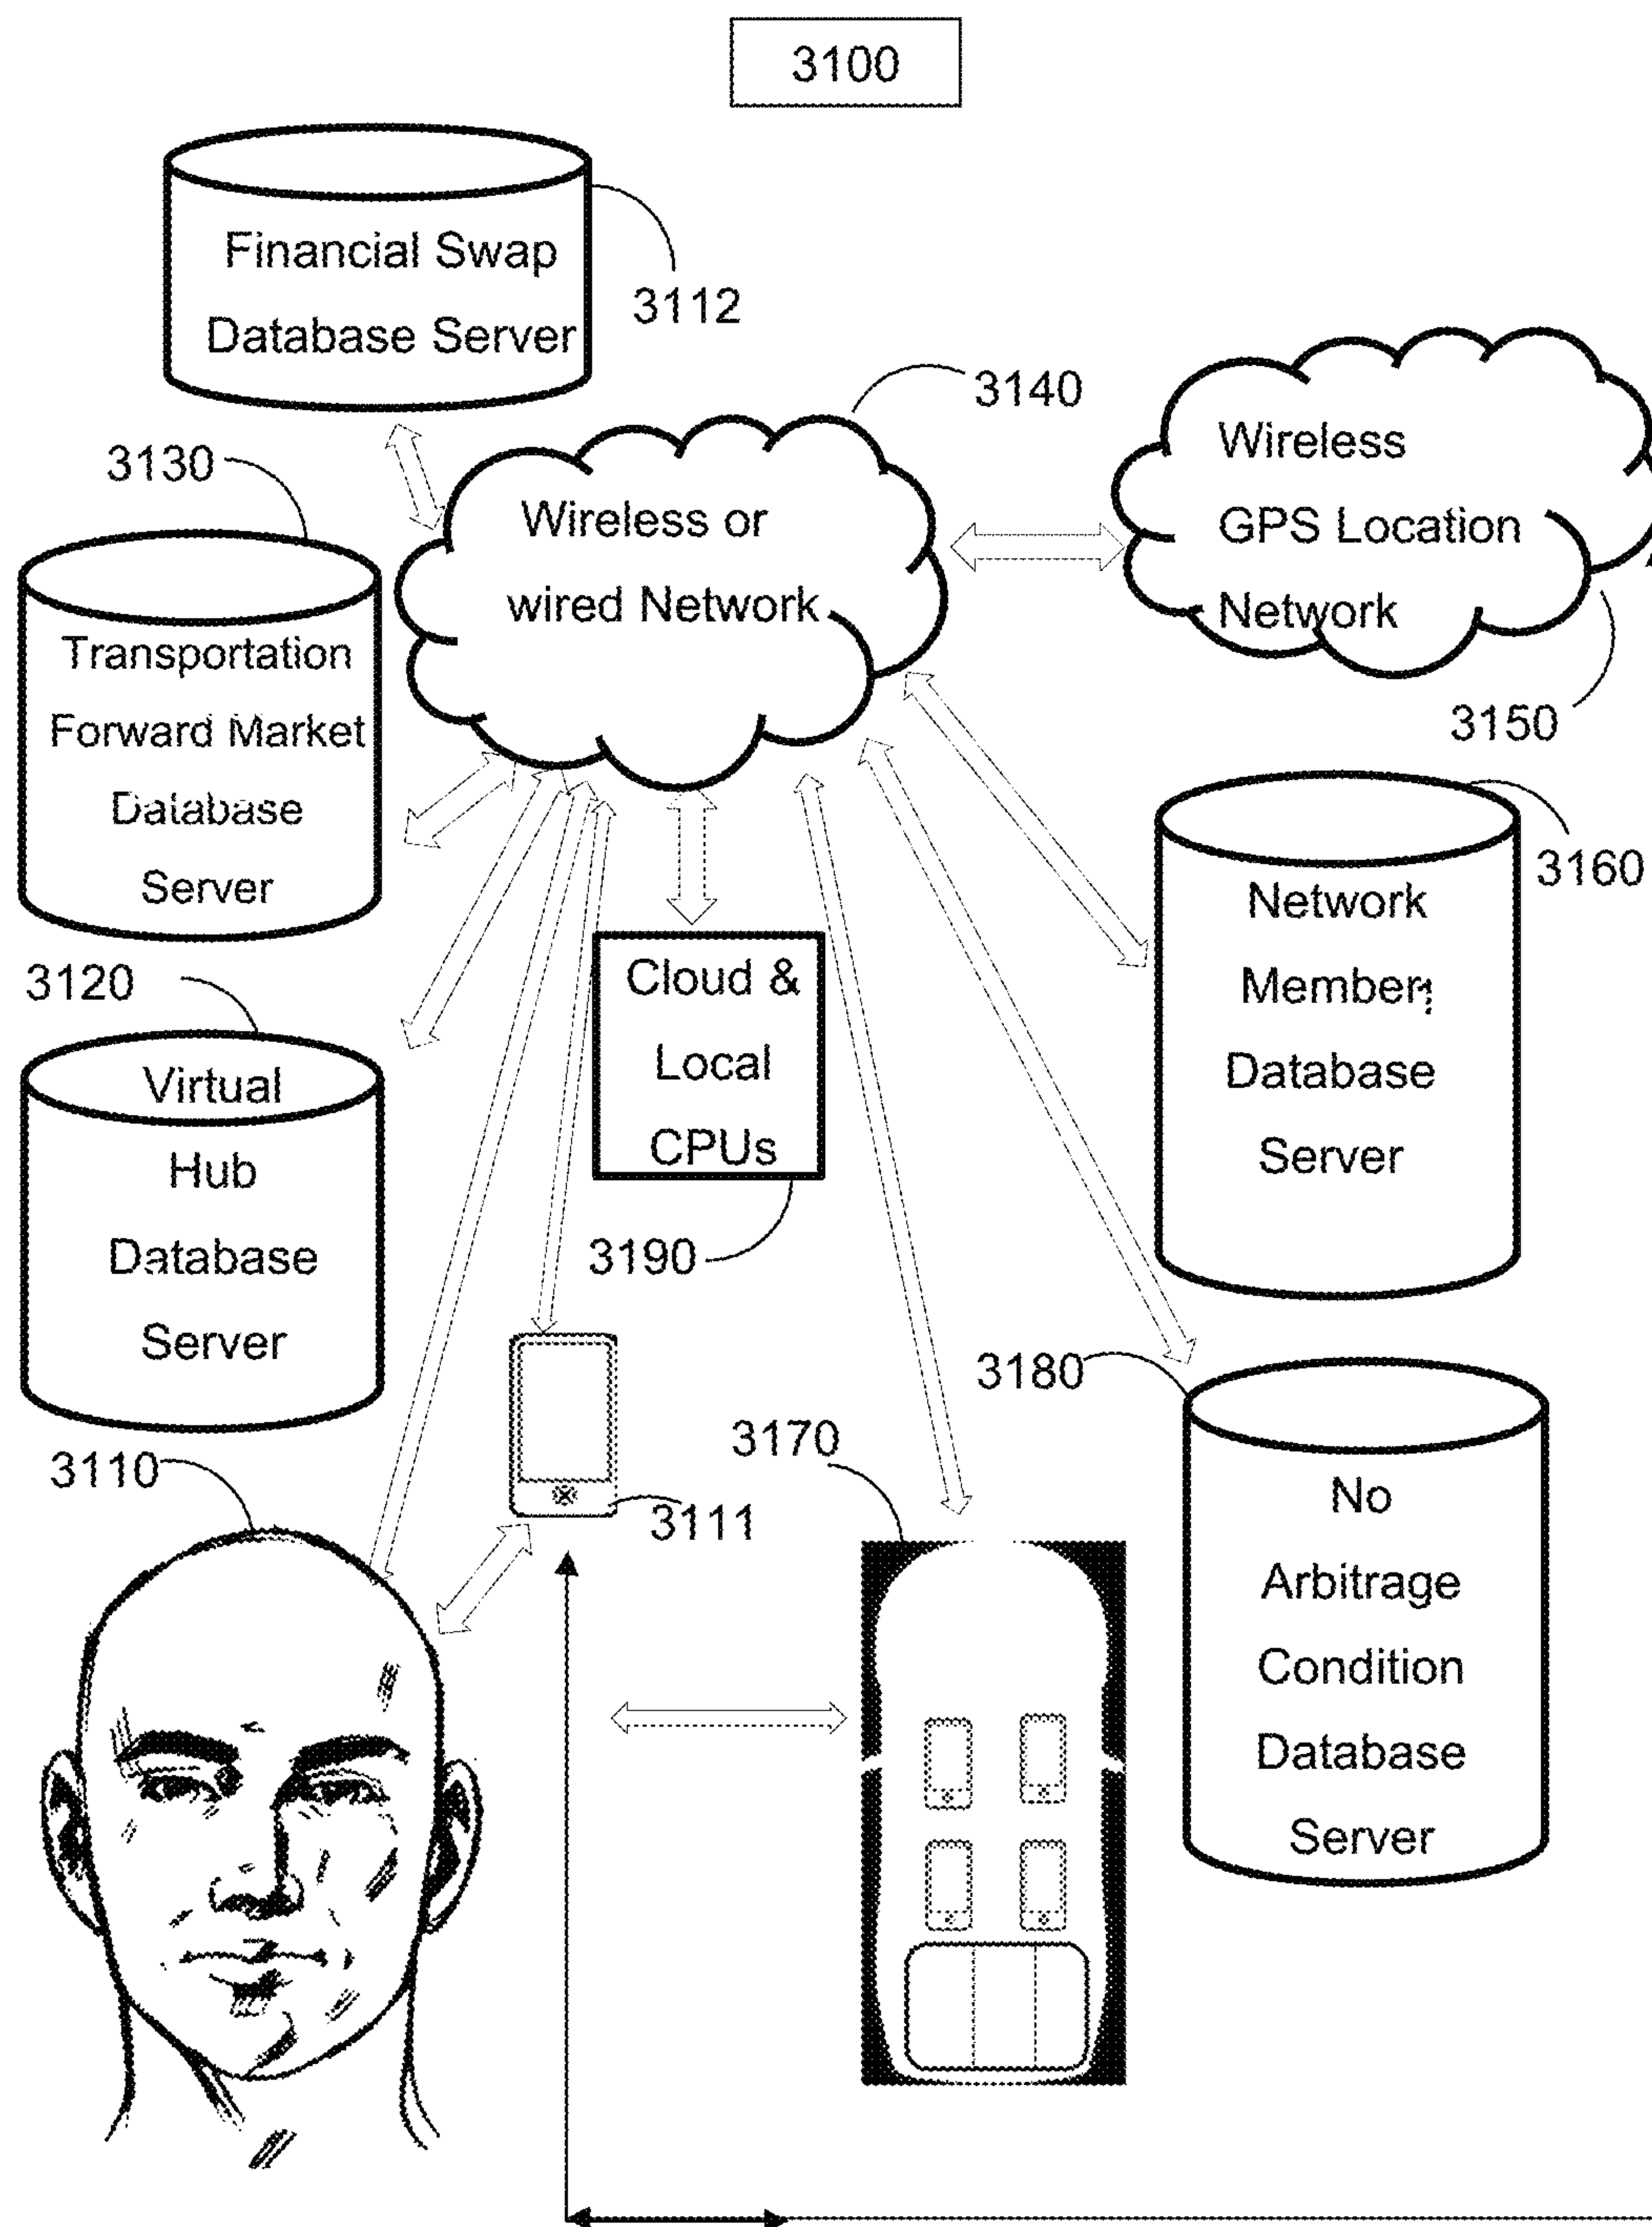 3100
Financial Swap
Database Server
3112
3140
Wireless
GPS Location
Network
3150
3130
Wireless or
wired Network
Transportation
Forward Market
Database
Server
3160
Network
Member
Database
Server
3120
Cloud &
Local
CPUs
3190
Virtual
Hub
Database
Server
3180
3170
3110
3111
No
Arbitrage
Condition
Database
Server